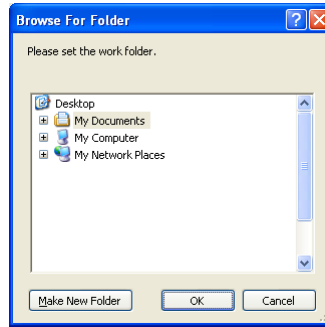 Browse For Folder
Please set the work folder.
Desktop
My Documents
My Computer
My Network Places
Make New Folder
OK
Cancel